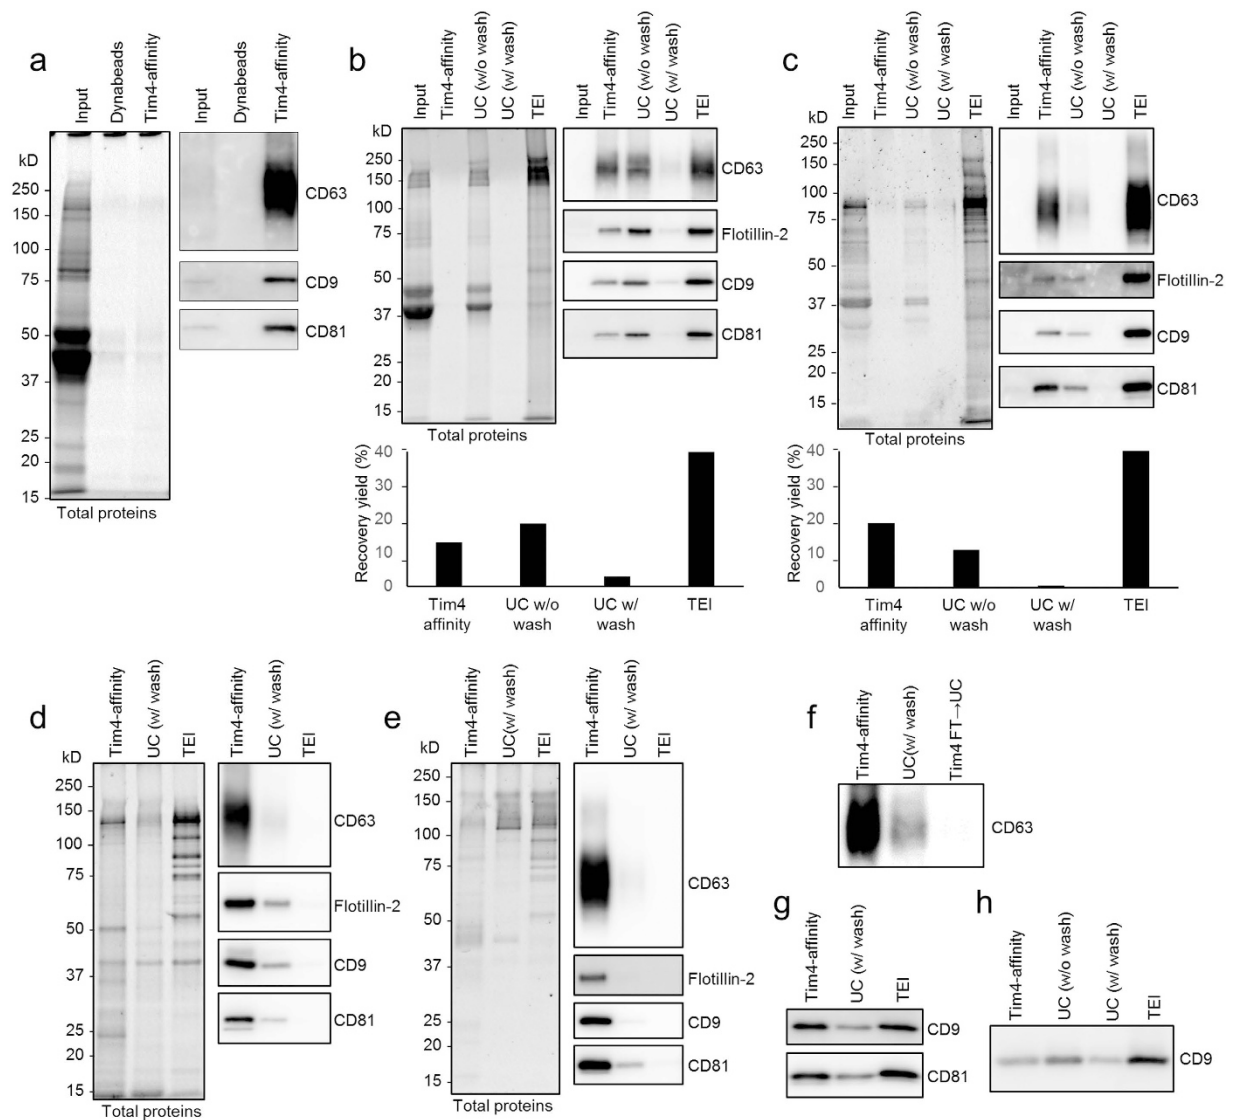 a
Input
Dynabeads
Tim4-affinity
Input
Dynabeads
Tim4-affinity
kD
250
150
100
75
50
37
25
20
15
CD63
CD9
CD81
Total proteins
b
Input
Tim4-affinity
UC (w/o wash)
UC (w/ wash)
TEI
Input
Tim4-affinity
UC (w/o wash)
UC (w/ wash)
TEI
kD
250
150
100
75
50
37
25
20
15
CD63
Flotillin-2
CD9
CD81
Total proteins
Recovery yield (%)
40
30
20
10
0
Tim4
affinity
UC w/o
wash
UC w/
wash
TEI
c
Input
Tim4-affinity
UC (w/o wash)
UC (w/ wash)
TEI
Input
Tim4-affinity
UC (w/o wash)
UC (w/ wash)
TEI
kD
250
150
100
75
50
37
25
20
15
CD63
Flotillin-2
CD9
CD81
Total proteins
Recovery yield (%)
40
30
20
10
0
Tim4
affinity
UC w/o
wash
UC w/
wash
TEI
d
Tim4-affinity
UC (w/ wash)
TEI
Tim4-affinity
UC (w/ wash)
TEI
kD
250
150
100
75
50
37
25
20
15
CD63
Flotillin-2
CD9
CD81
Total proteins
e
Tim4-affinity
UC(w/ wash)
TEI
Tim4-affinity
UC (w/ wash)
TEI
kD
250
150
100
75
50
37
25
20
15
CD63
Flotillin-2
CD9
CD81
Total proteins
f
Tim4-affinity
UC(w/ wash)
Tim4 FT→UC
CD63
g
Tim4-affinity
UC (w/ wash)
TEI
CD9
CD81
h
Tim4-affinity
UC (w/o wash)
UC (w/ wash)
TEI
CD9